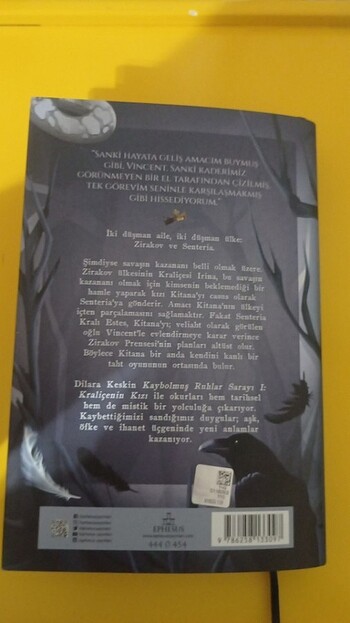 "SANKİ HAYATA GELİŞ AMACIM BUYMUŞ
GİBİ, VINCENT. SANKİ KADERİMİZ
GÖRÜNMEYEN BİR EL TARAFINDAN ÇİZİLMİŞ,
TEK GÖREVİM SENİNLE KARŞILAŞMAKMIŞ
GİBİ HİSSEDİYORUM."
İki düşman aile, iki düşman ülke:
Zirakov ve Senteria.
Şimdiyse savaşın kazananı belli olmak üzere.
Zirakov ülkesinin Kraliçesi Irina, bu savaşın
kazananı olmak için kimsenin beklemediği bir
hamle yaparak kızı Kitana'yı casus olarak
Senteria'ya gönderir. Amacı Kitana'nın ülkeyi
içten parçalamasını sağlamaktır. Fakat Senteria
Kralı Estes, Kitana'yı; veliaht olarak görülen
oğlu Vincent'le evlendirmeye karar verince
Zirakov Prensesi'nin planları altüst olur.
Böylece Kitana bir anda kendini kanlı bir
taht oyununun ortasında bulur.
Dilara Keskin Kaybolmuş Ruhlar Sarayı I:
Kraliçenin Kızı ile okurları hem tarihsel
hem de mistik bir yolculuğa çıkarıyor.
Kaybettiğimizi sandığımız duygular; aşk,
öfke ve ihanet üçgeninde yeni anlamlar
kazanıyor.
EPHESUS
444 0 454